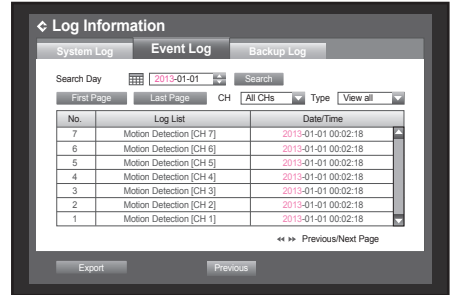 Log Information
System Log Event Log Backup Log
Search Day 2013-01-01 Search
First Page Last Page CH All CHs Type View all
No. Log List Date/Time
7 Motion Detection [CH 7] 2013-01-01 00:02:18
6 Motion Detection [CH 6] 2013-01-01 00:02:18
5 Motion Detection [CH 5] 2013-01-01 00:02:18
4 Motion Detection [CH 4] 2013-01-01 00:02:18
3 Motion Detection [CH 3] 2013-01-01 00:02:18
2 Motion Detection [CH 2] 2013-01-01 00:02:18
1 Motion Detection [CH 1] 2013-01-01 00:02:18
Previous/Next Page
Export Previous